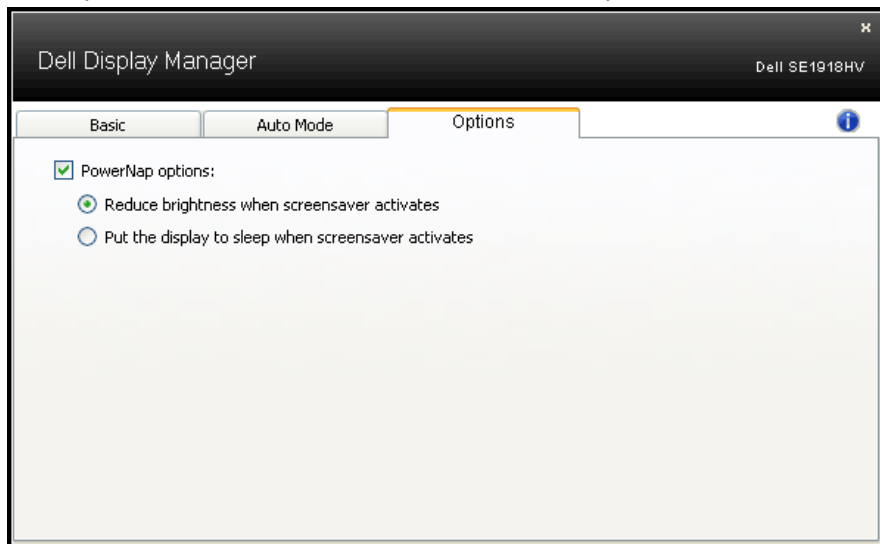 x
Dell Display Manager
Dell SE1918HV
Basic
Auto Mode
Options
i
PowerNap options:
Reduce brightness when screensaver activates
Put the display to sleep when screensaver activates